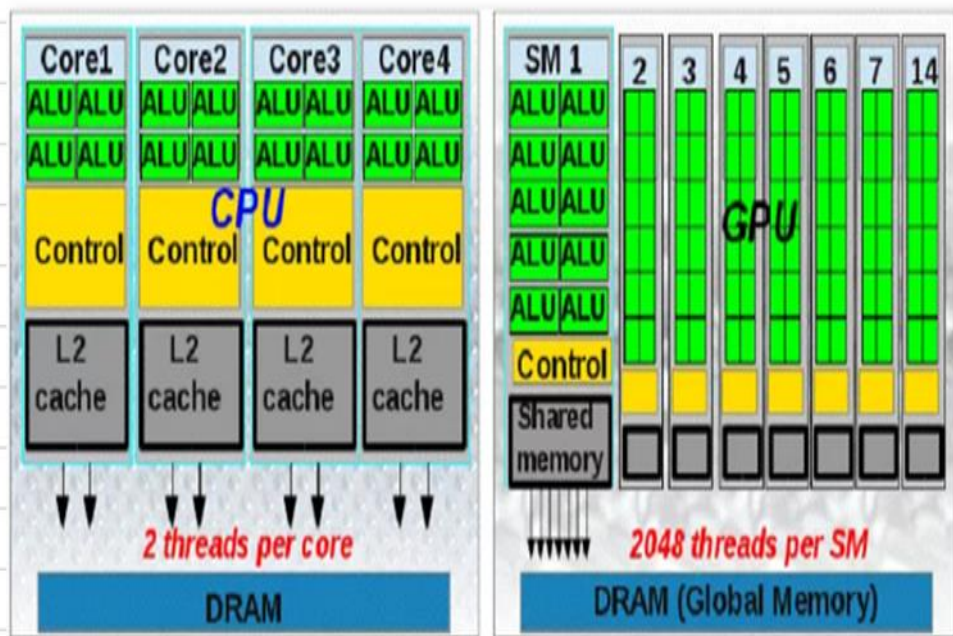 Core1 Core2 Core3 Core4
ALU ALU ALU ALU ALU ALU ALU ALU
ALU ALU ALU ALU ALU ALU ALU ALU
CPU
Control Control Control Control
L2 cache L2 cache L2 cache L2 cache
2 threads per core
DRAM
SM 1 2 3 4 5 6 7 14
ALU ALU
ALU ALU
ALU ALU
ALU ALU
ALU ALU
GPU
Control
Shared
memory
2048 threads per SM
DRAM (Global Memory)